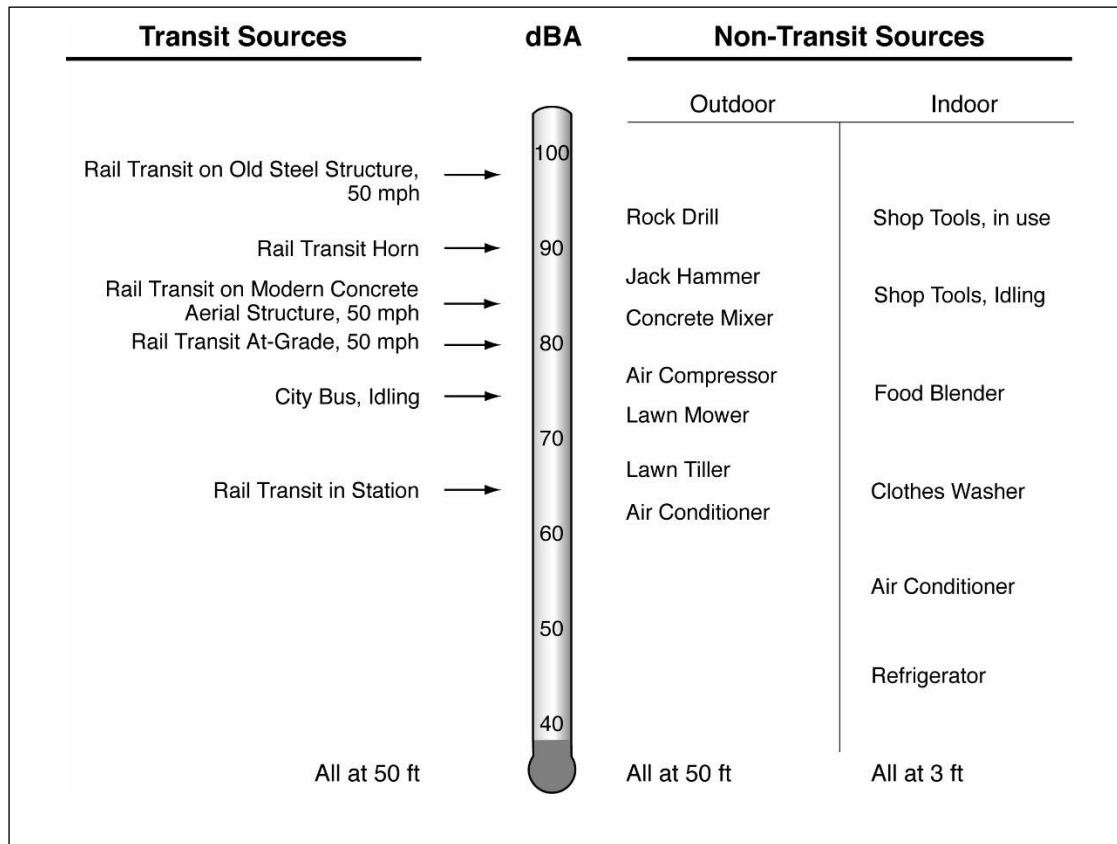 Transit Sources
dBA
Non-Transit Sources
Outdoor
Indoor
100
Rail Transit on Old Steel Structure,
50 mph
Rock Drill
Shop Tools, in use
Rail Transit Horn
90
Jack Hammer
Rail Transit on Modern Concrete
Aerial Structure, 50 mph
Shop Tools, Idling
Concrete Mixer
Rail Transit At-Grade, 50 mph
80
Air Compressor
City Bus, Idling
Food Blender
Lawn Mower
70
Lawn Tiller
Rail Transit in Station
Clothes Washer
Air Conditioner
60
Air Conditioner
50
Refrigerator
40
All at 50 ft
All at 50 ft
All at 3 ft